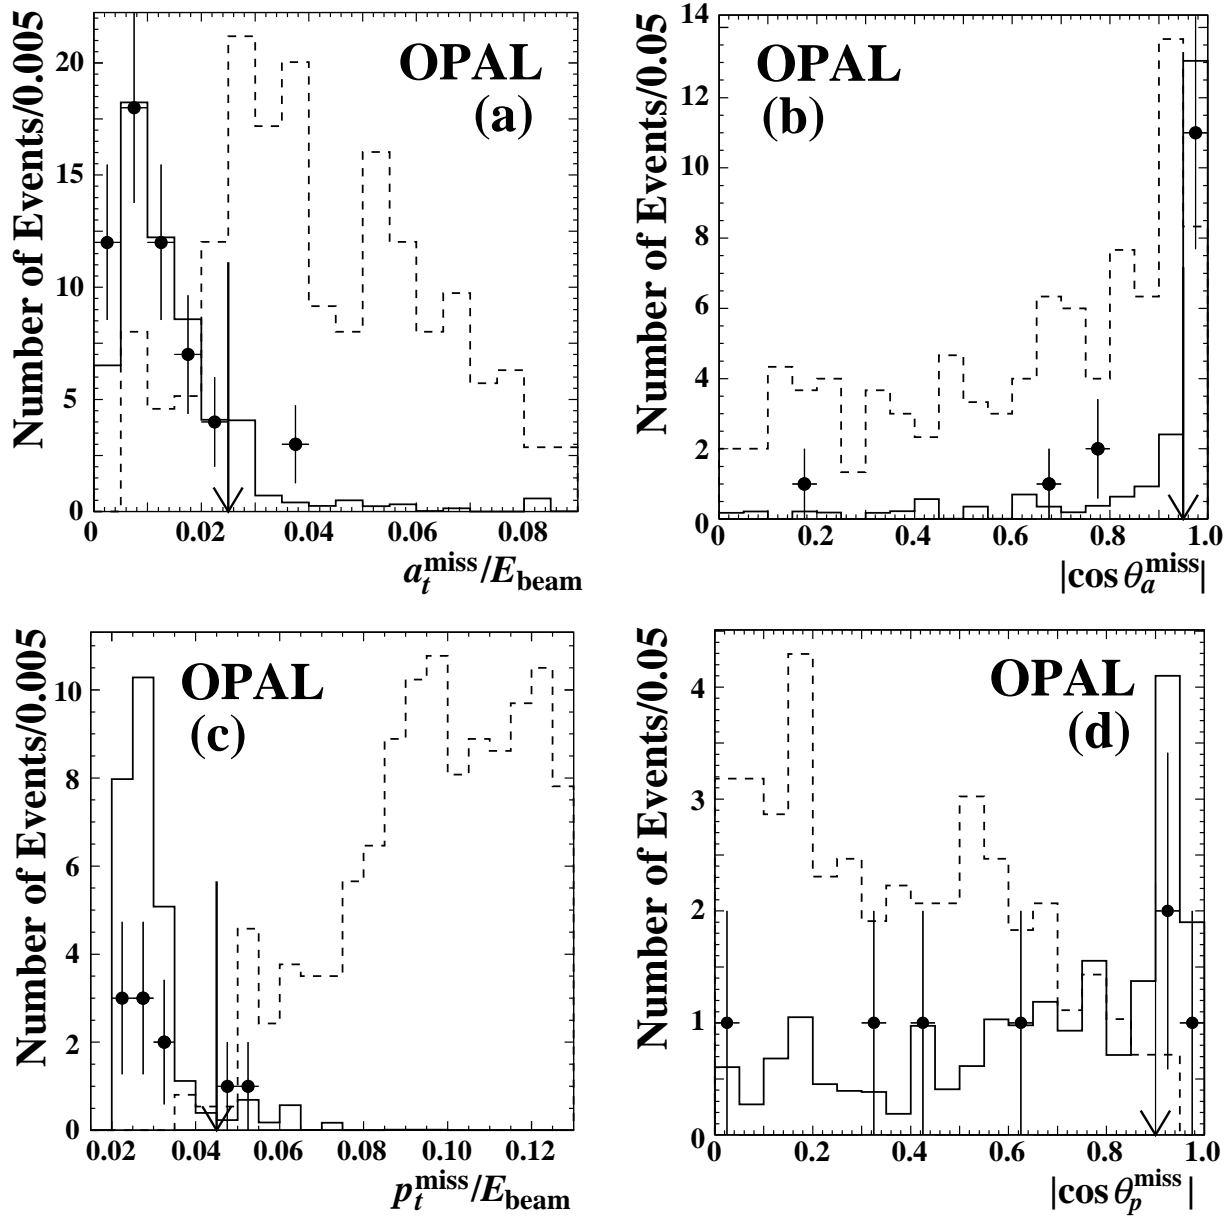 Number of Events/0.005
20
15
10
5
0
OPAL
(a)
0 0.02 0.04 0.06 0.08
a_t^miss/E_beam
Number of Events/0.05
14
12
10
8
6
4
2
0
OPAL
(b)
0.2 0.4 0.6 0.8 1.0
|cos θ_a^miss|
Number of Events/0.005
10
8
6
4
2
0
OPAL
(c)
0.02 0.04 0.06 0.08 0.10 0.12
p_t^miss/E_beam
Number of Events/0.05
4
3
2
1
0
OPAL
(d)
0.2 0.4 0.6 0.8 1.0
|cos θ_p^miss|